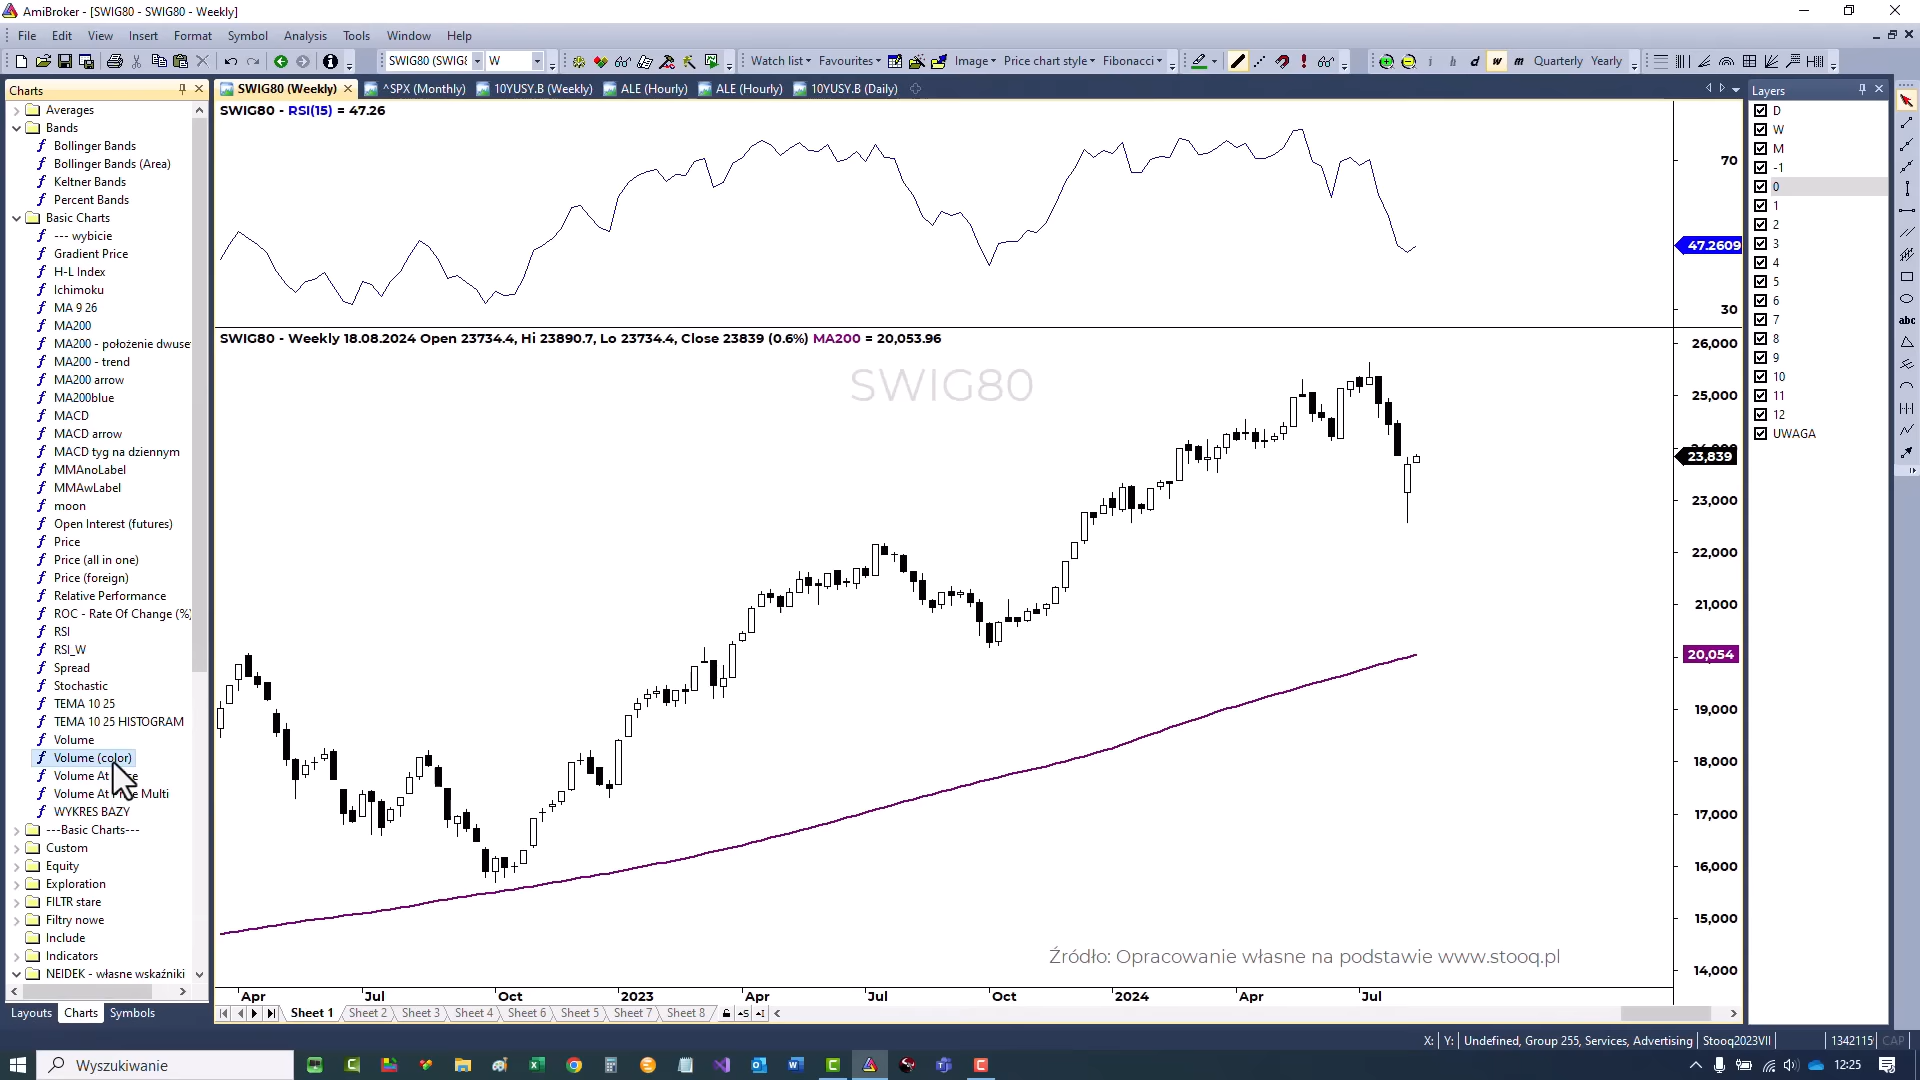 AmiBroker - [SWIG80 - SWIG80 - Weekly]
File Edit View Insert Format Symbol Analysis Tools Window Help
SWIG80 (SWIG8 W Watch list Favourites Image Price chart style Fibonacci i h d w m Quarterly Yearly
Charts
SWIG80 (Weekly) ^SPX (Monthly) 10YUSY.B (Weekly) ALE (Hourly) ALE (Hourly) 10YUSY.B (Daily)
Layers
Averages
Bands
Bollinger Bands
Bollinger Bands (Area)
Keltner Bands
Percent Bands
Basic Charts
--- wybicie
Gradient Price
H-L Index
Ichimoku
MA 9 26
MA200
MA200 - położenie dwuse
MA200 - trend
MA200 arrow
MA200blue
MACD
MACD arrow
MACD tyg na dziennym
MMAnoLabel
MMAwLabel
moon
Open Interest (futures)
Price
Price (all in one)
Price (foreign)
Relative Performance
ROC - Rate Of Change (%)
RSI
RSI_W
Spread
Stochastic
TEMA 10 25
TEMA 10 25 HISTOGRAM
Volume
Volume (color)
Volume At
Volume At Multi
WYKRES BAZY
---Basic Charts---
Custom
Equity
Exploration
FILTR stare
Filtry nowe
Include
Indicators
NEIDEK - własne wskaźniki
Layouts Charts Symbols
SWIG80 - RSI(15) = 47.26
70
47.2609
30
SWIG80 - Weekly 18.08.2024 Open 23734.4, Hi 23890.7, Lo 23734.4, Close 23839 (0.6%) MA200 = 20,053.96
SWIG80
26,000
25,000
23,839
23,000
22,000
21,000
20,054
19,000
18,000
17,000
16,000
15,000
14,000
Źródło: Opracowanie własne na podstawie www.stooq.pl
Apr Jul Oct 2023 Apr Jul Oct 2024 Apr Jul
Sheet 1 Sheet 2 Sheet 3 Sheet 4 Sheet 6 Sheet 5 Sheet 7 Sheet 8
D
W
M
-1
0
1
2
3
4
5
6
7
8
9
10
11
12
UWAGA
abc
X: Y: Undefined, Group 255, Services, Advertising Stooq2023VII 1342115 CAP
Wyszukiwanie
12:25